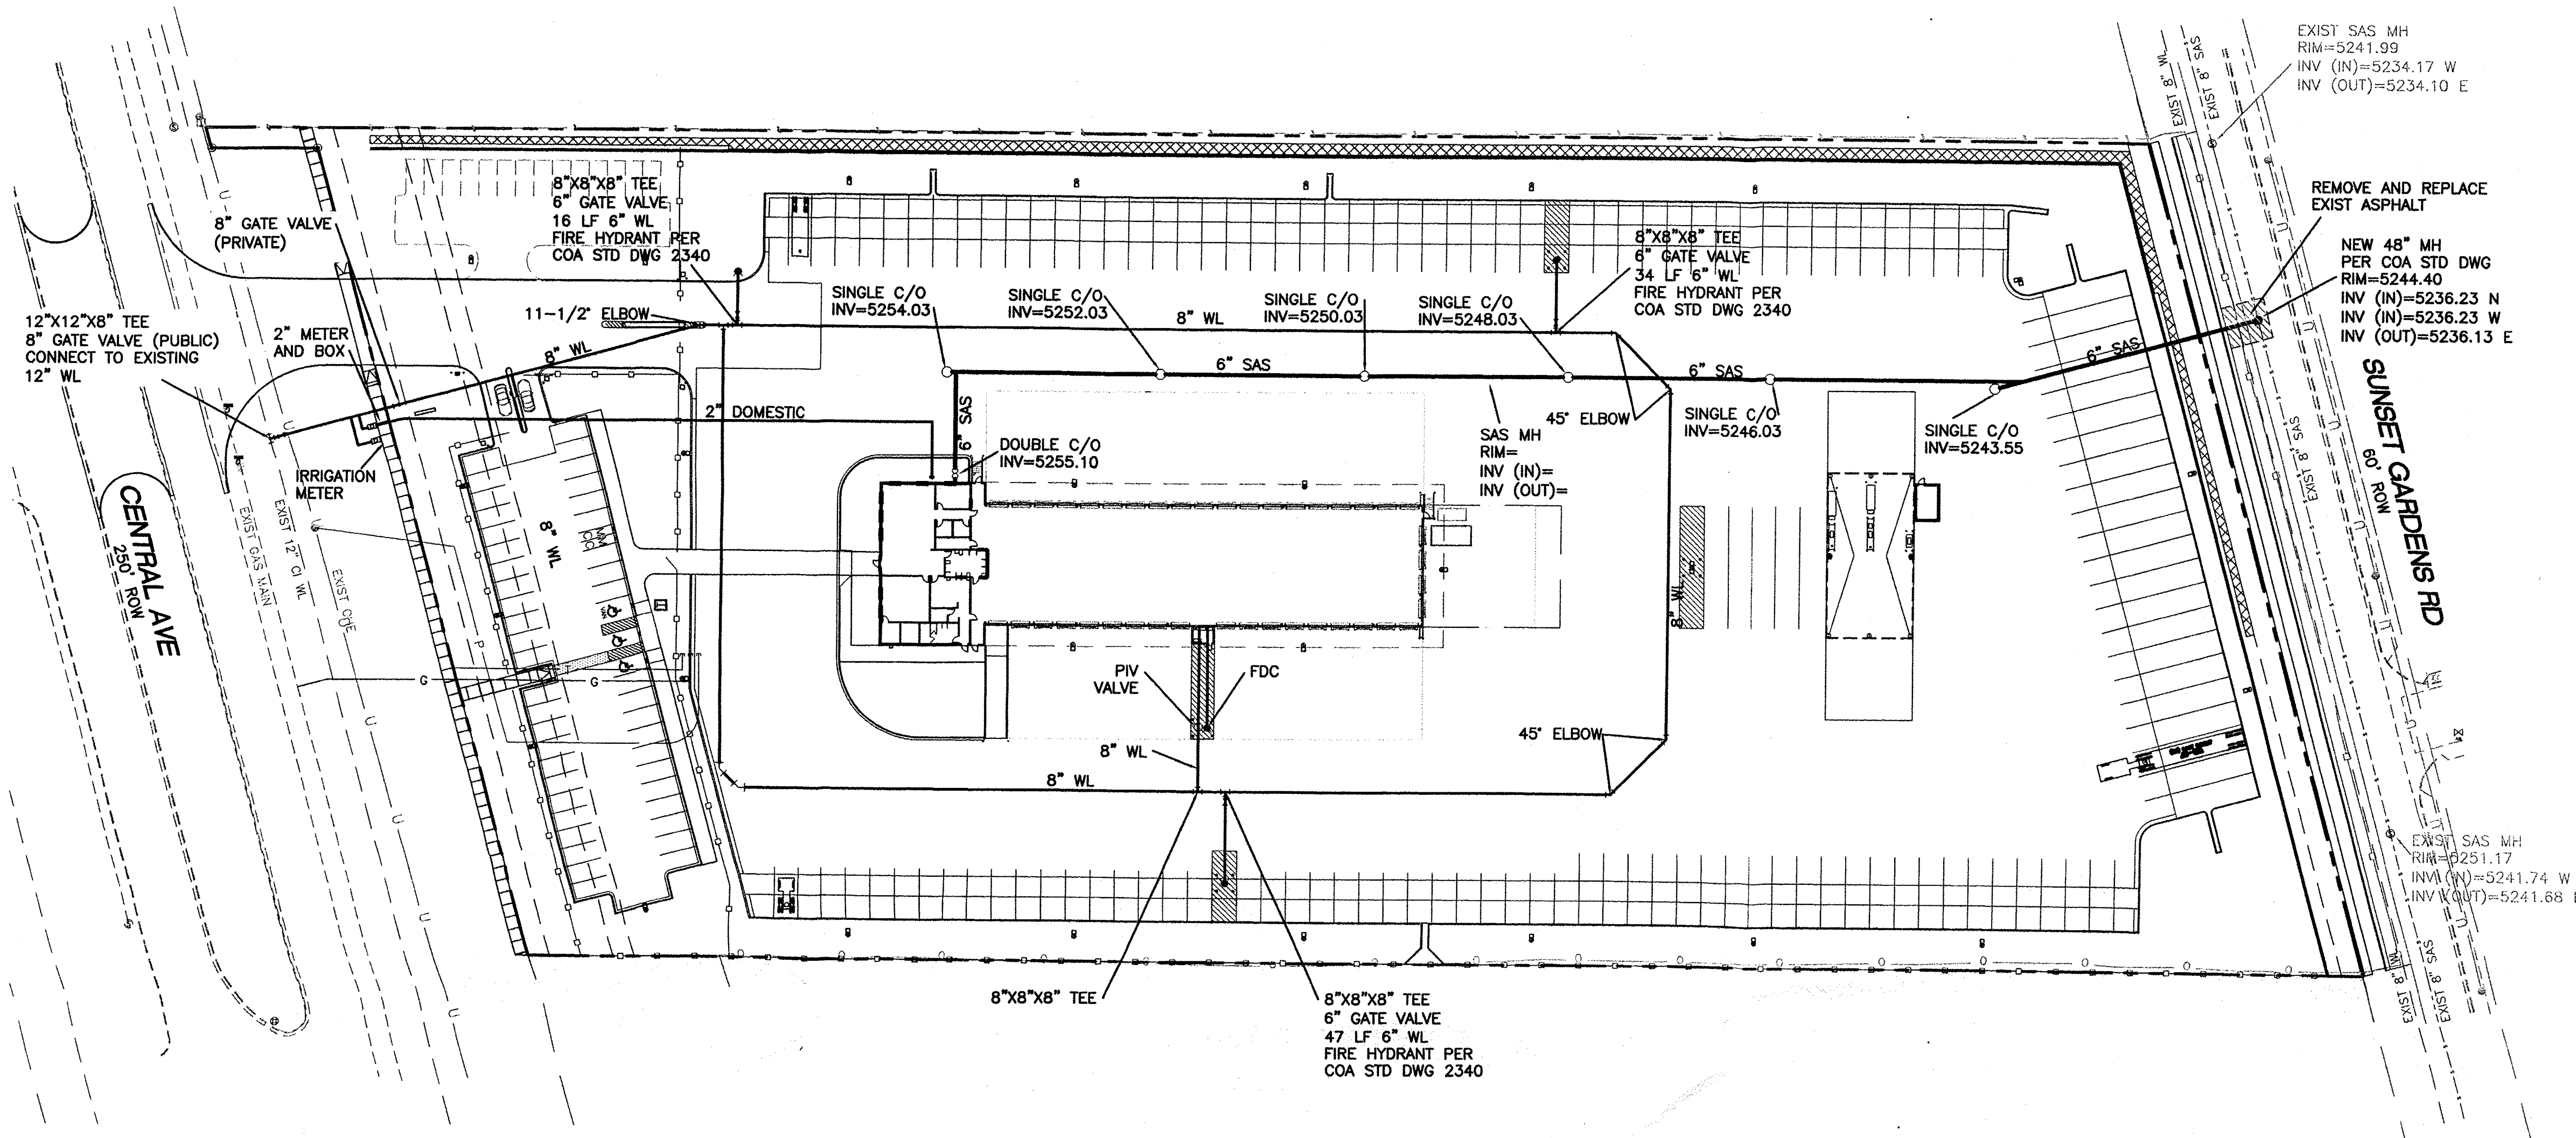 EXIST SAS MH
RIM=5241.99
INV (IN)=5234.17 W
INV (OUT)=5234.10 E
EXIST 8" WL
EXIST 8" SAS
REMOVE AND REPLACE
EXIST ASPHALT
NEW 48" MH
PER COA STD DWG
RIM=5244.40
INV (IN)=5236.23 N
INV (IN)=5236.23 W
INV (OUT)=5236.13 E
8"X8"X8" TEE
6" GATE VALVE
16 LF 6" WL
FIRE HYDRANT PER
COA STD DWG 2340
8" GATE VALVE
(PRIVATE)
8"X8"X8" TEE
6" GATE VALVE
34 LF 6" WL
FIRE HYDRANT PER
COA STD DWG 2340
SINGLE C/O
INV=5254.03
SINGLE C/O
INV=5252.03
SINGLE C/O
INV=5250.03
SINGLE C/O
INV=5248.03
11-1/2° ELBOW
8" WL
8" WL
12"X12"X8" TEE
8" GATE VALVE (PUBLIC)
CONNECT TO EXISTING
12" WL
2" METER
AND BOX
6" SAS
6" SAS
6" SAS
6" SAS
2" DOMESTIC
45° ELBOW
SINGLE C/O
INV=5246.03
SINGLE C/O
INV=5243.55
SAS MH
RIM=
INV (IN)=
INV (OUT)=
DOUBLE C/O
INV=5255.10
IRRIGATION
METER
SUNSET GARDENS RD
60' ROW
EXIST 8" SAS
EXIST 8" SAS
CENTRAL AVE
250' ROW
EXIST GAS MAIN
EXIST 12" CI WL
8" WL
8" WL
G
G
PIV
VALVE
FDC
45° ELBOW
8" WL
8" WL
EXIST SAS MH
RIM=5251.17
INV (IN)=5241.74 W
INV (OUT)=5241.68
8"X8"X8" TEE
8"X8"X8" TEE
6" GATE VALVE
47 LF 6" WL
FIRE HYDRANT PER
COA STD DWG 2340
EXIST 8" WL
EXIST 8" SAS